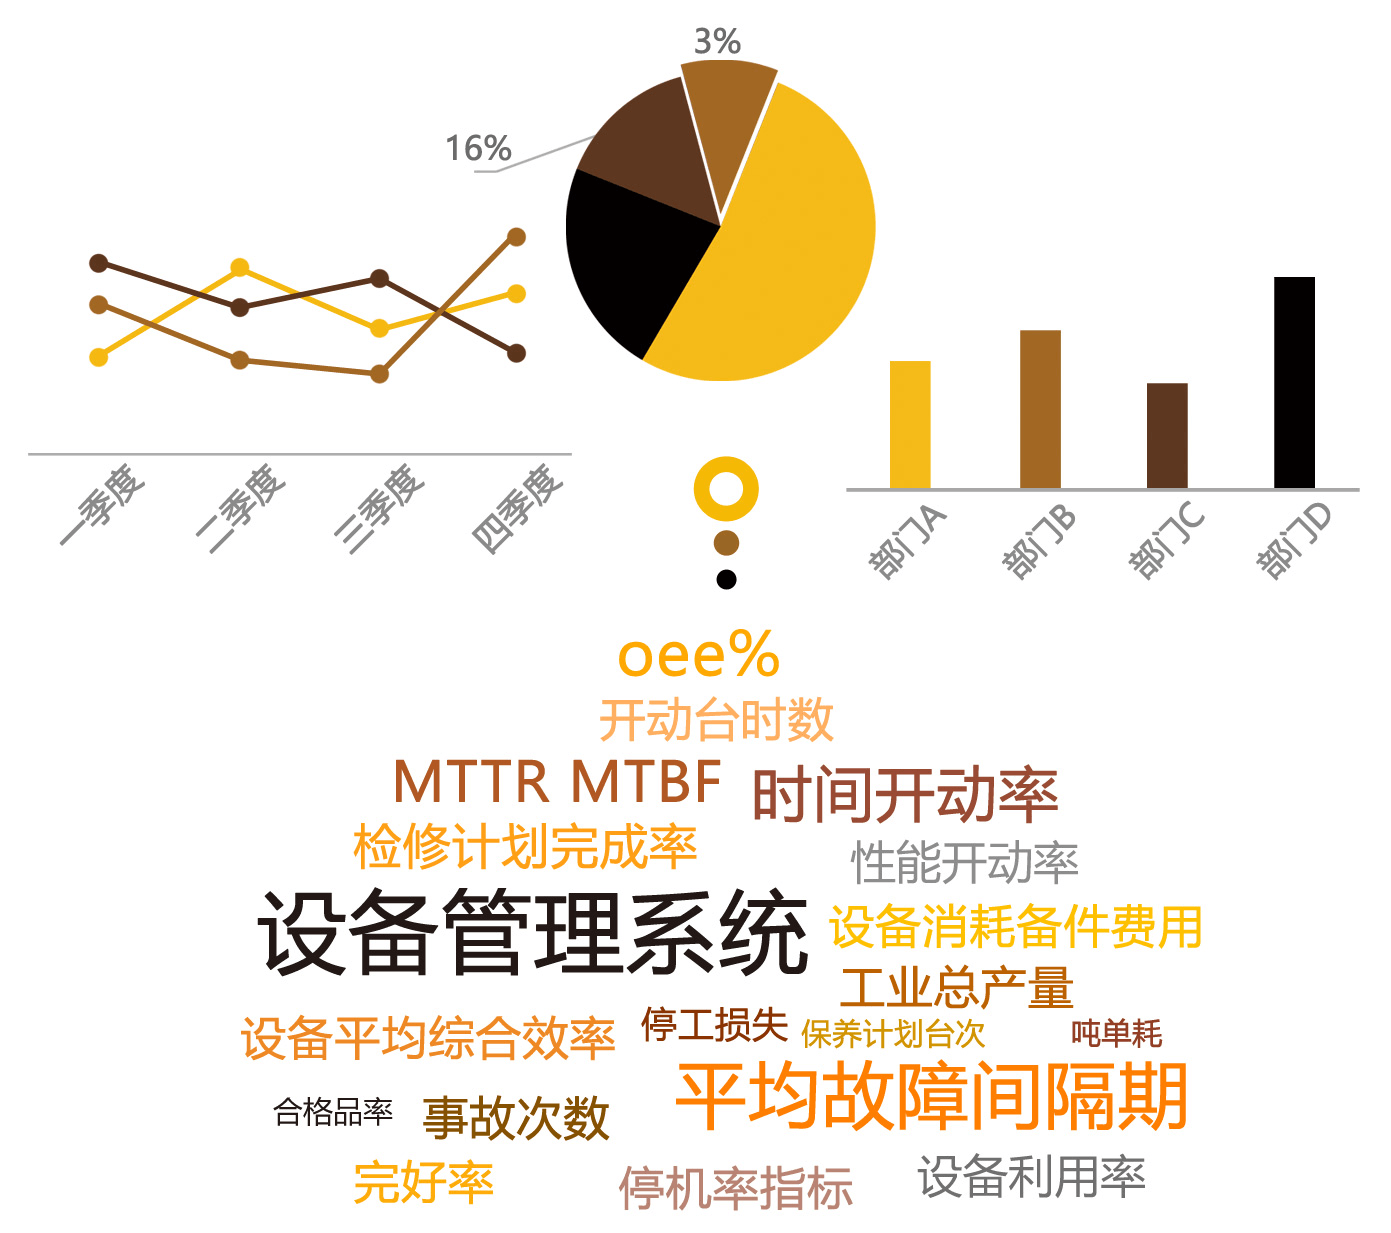 3%
16%
一季度
二季度
三季度
四季度
部门A
部门B
部门C
部门D
oee%
开动台时数
MTTR MTBF
时间开动率
检修计划完成率
性能开动率
设备管理系统
设备消耗备件费用
工业总产量
设备平均综合效率
停工损失
保养计划台次
吨单耗
平均故障间隔期
合格品率
事故次数
完好率
停机率指标
设备利用率